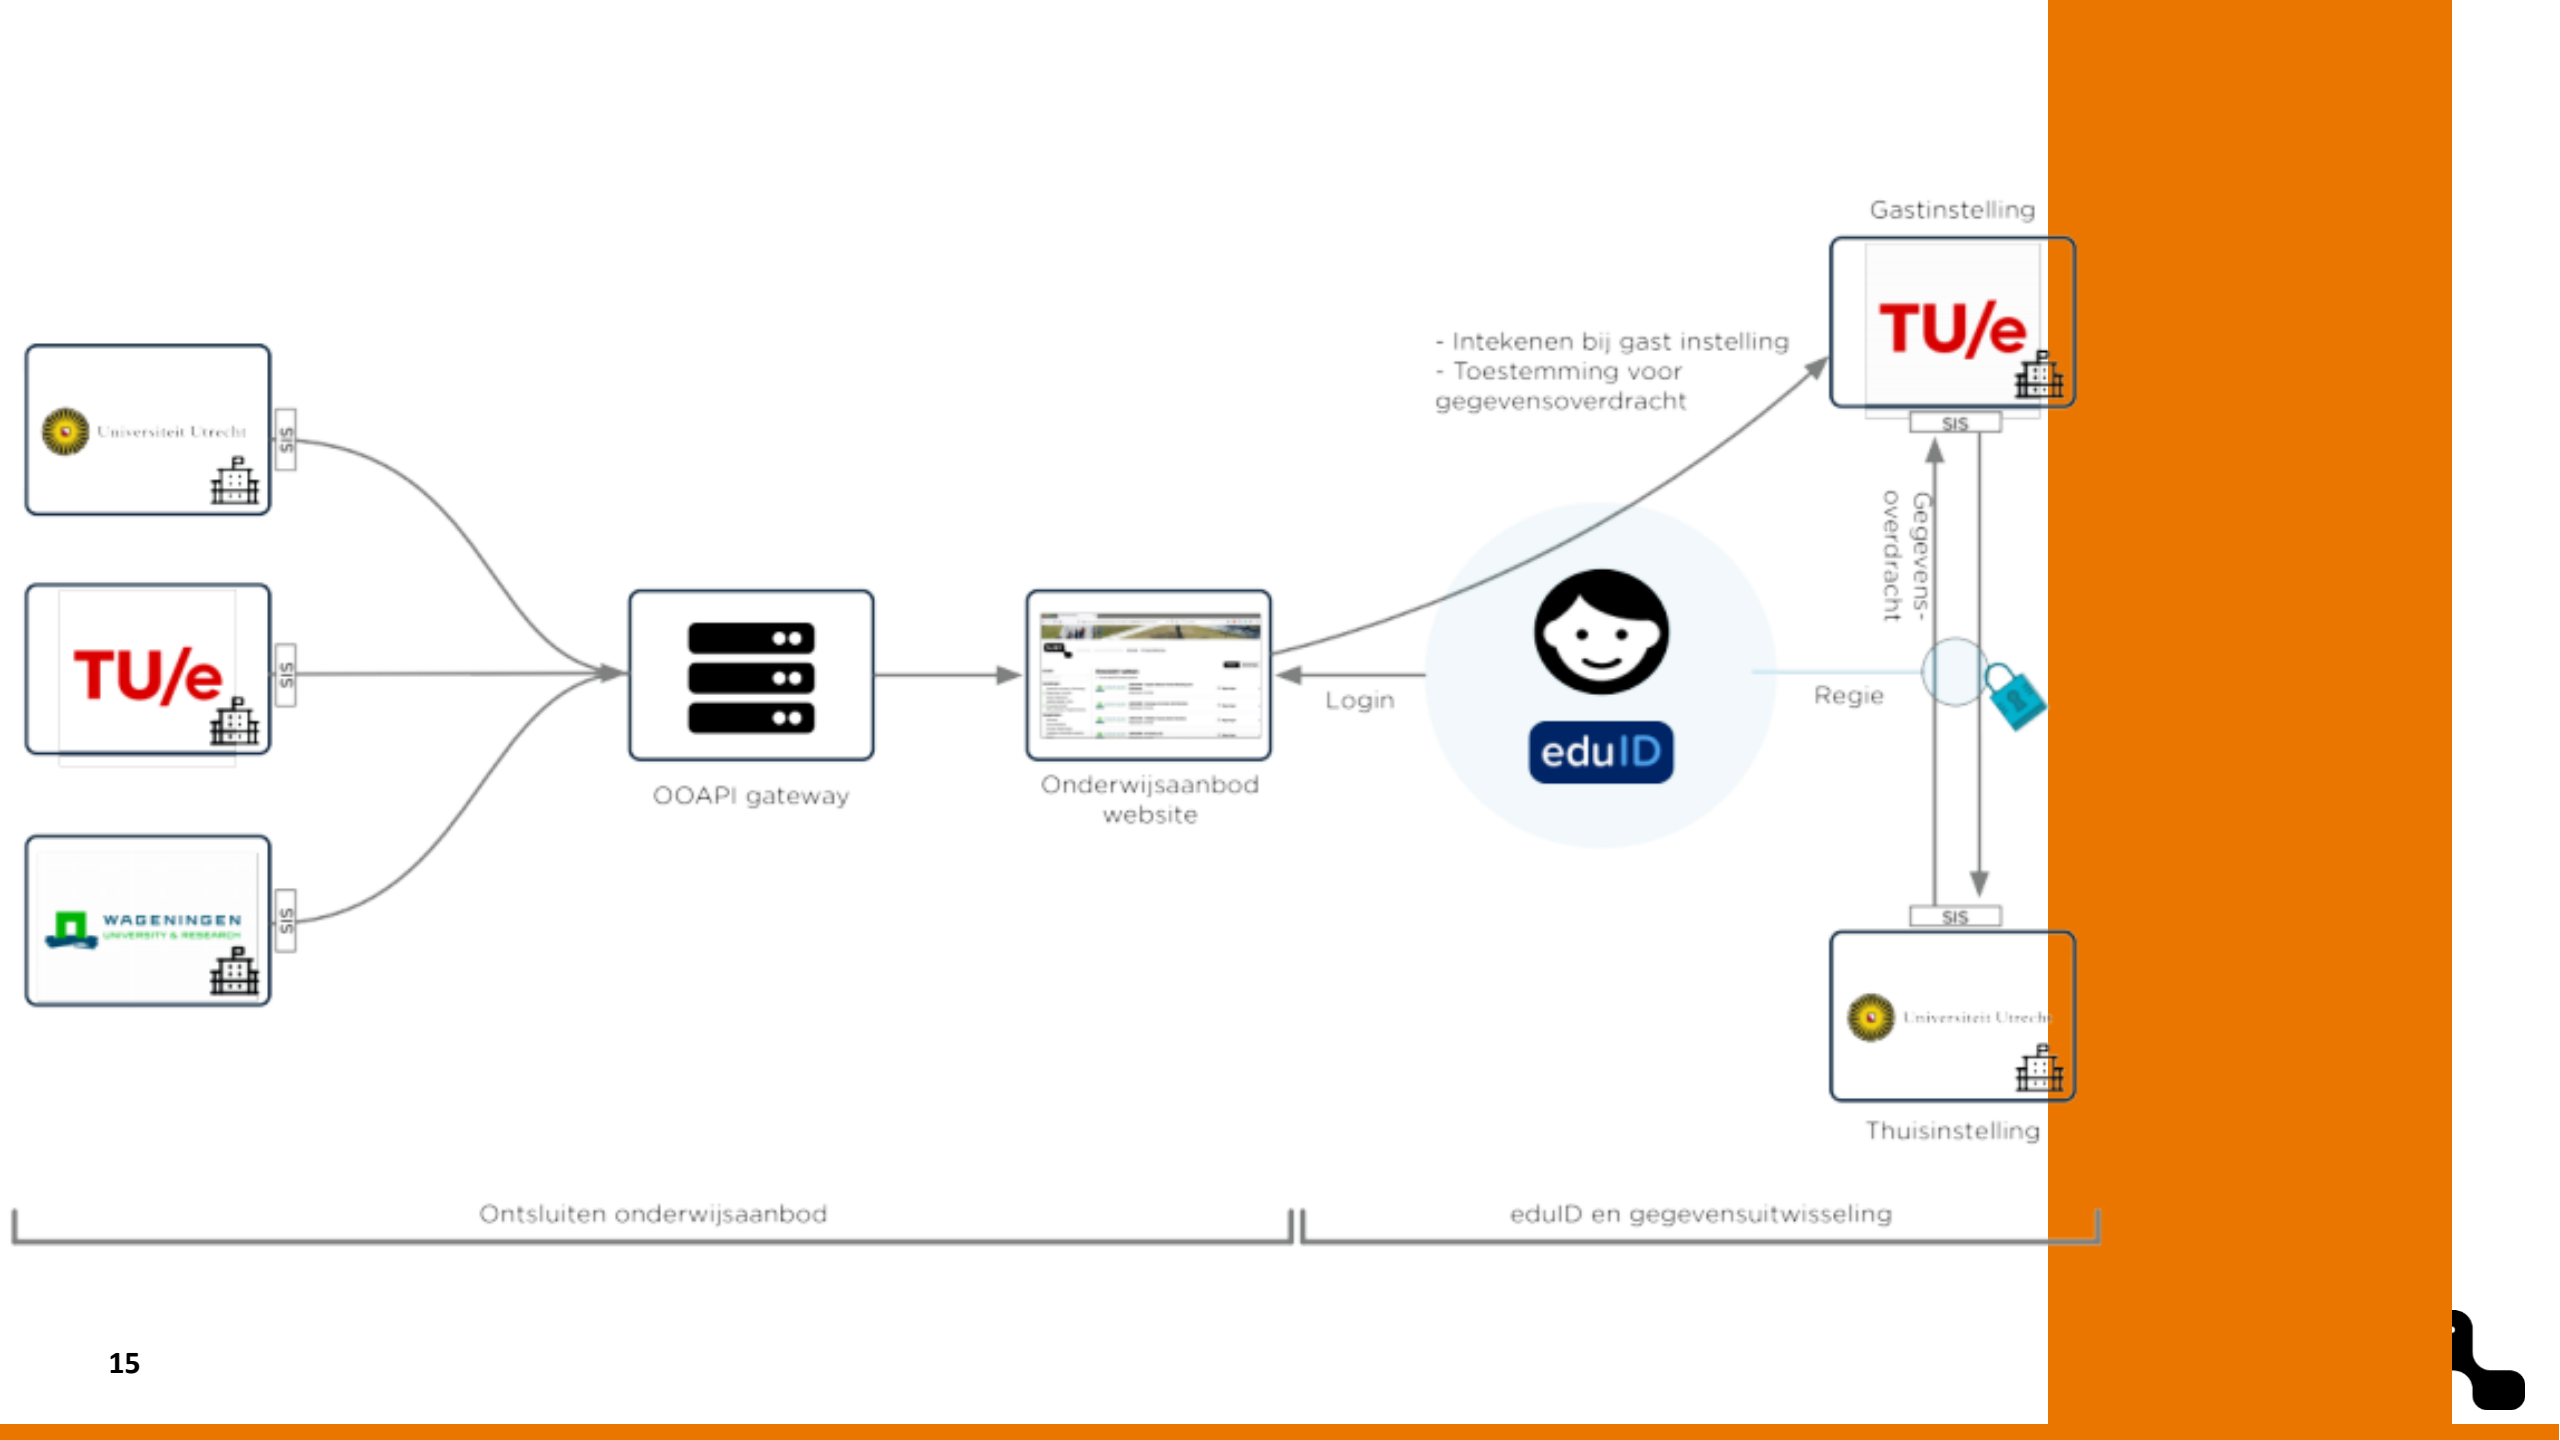 Gastinstelling
TU/e
SIS
- Intekenen bij gast instelling
- Toestemming voor
gegevensoverdracht
Universiteit Utrecht
SIS
TU/e
SIS
WAGENINGEN
UNIVERSITY & RESEARCH
SIS
OOAPI gateway
Onderwijsaanbod
website
Login
eduID
Regie
Gegevens-
overdracht
SIS
Universiteit Utrecht
Thuisinstelling
Ontsluiten onderwijsaanbod
eduID en gegevensuitwisseling
15